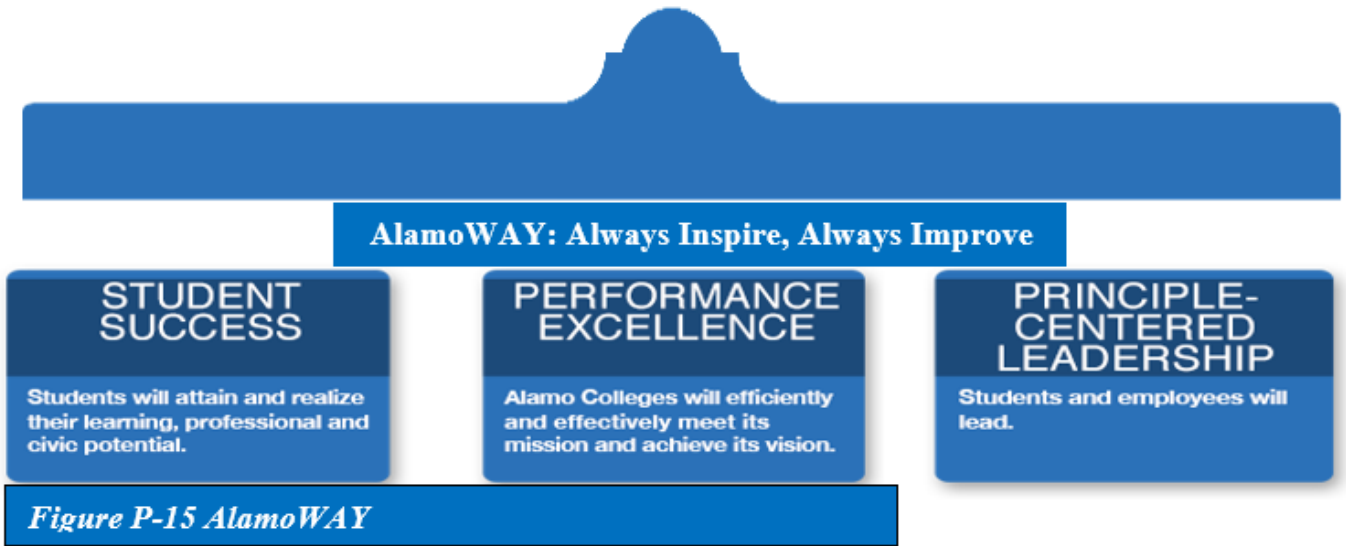 AlamoWAY: Always Inspire, Always Improve
STUDENT
SUCCESS
Students will attain and realize
their learning, professional and
civic potential.
PERFORMANCE
EXCELLENCE
Alamo Colleges will efficiently
and effectively meet its
mission and achieve its vision.
PRINCIPLE-
CENTERED
LEADERSHIP
Students and employees will
lead.
Figure P-15 AlamoWAY